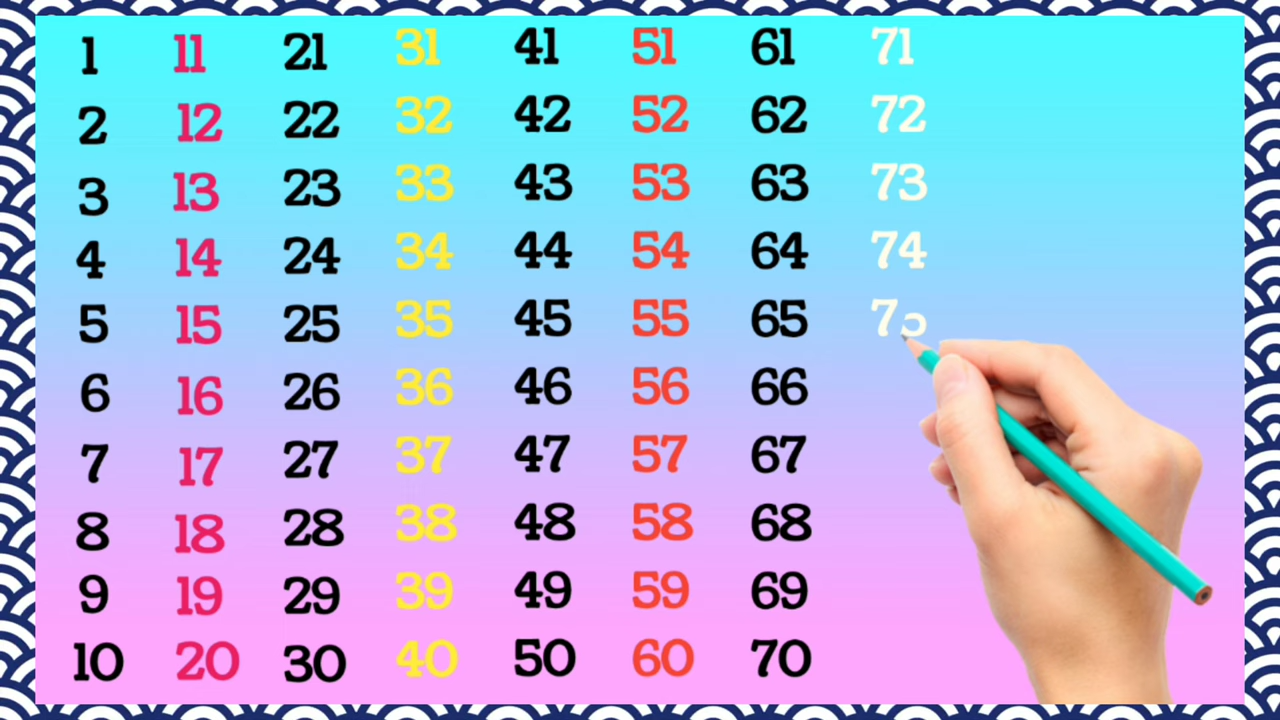 1 11 21 31 41 51 61 71
2 12 22 32 42 52 62 72
3 13 23 33 43 53 63 73
4 14 24 34 44 54 64 74
5 15 25 35 45 55 65
6 16 26 36 46 56 66
7 17 27 37 47 57 67
8 18 28 38 48 58 68
9 19 29 39 49 59 69
10 20 30 40 50 60 70